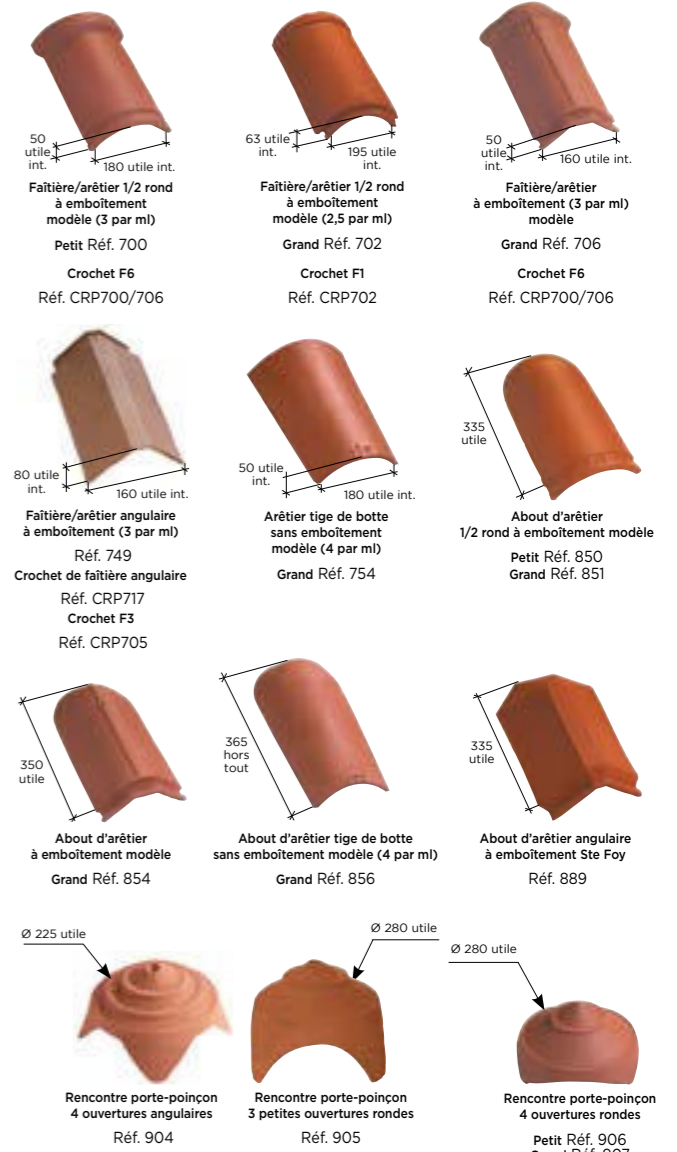 50
utile
int.
180 utile int.
Faîtière/arêtier 1/2 rond
à emboîtement
modèle (3 par ml)
Petit Réf. 700
Crochet F6
Réf. CRP700/706
63 utile
int.
195 utile
int.
Faîtière/arêtier 1/2 rond
à emboîtement
modèle (2,5 par ml)
Grand Réf. 702
Crochet F1
Réf. CRP702
50
utile
int.
160 utile int.
Faîtière/arêtier
à emboîtement (3 par ml)
modèle
Grand Réf. 706
Crochet F6
Réf. CRP700/706
80 utile
int.
160 utile int.
Faîtière/arêtier angulaire
à emboîtement (3 par ml)
Réf. 749
Crochet de faîtière angulaire
Réf. CRP717
Crochet F3
Réf. CRP705
50 utile
int.
180 utile int.
Arêtier tige de botte
sans emboîtement
modèle (4 par ml)
Grand Réf. 754
335
utile
About d'arêtier
1/2 rond à emboîtement modèle
Petit Réf. 850
Grand Réf. 851
350
utile
About d'arêtier
à emboîtement modèle
Grand Réf. 854
365
hors
tout
About d'arêtier tige de botte
sans emboîtement modèle (4 par ml)
Grand Réf. 856
335
utile
About d'arêtier angulaire
à emboîtement Ste Foy
Réf. 889
Ø 225 utile
Rencontre porte-poinçon
4 ouvertures angulaires
Réf. 904
Ø 280 utile
Rencontre porte-poinçon
3 petites ouvertures rondes
Réf. 905
Ø 280 utile
Rencontre porte-poinçon
4 ouvertures rondes
Petit Réf. 906
Grand Réf. 907